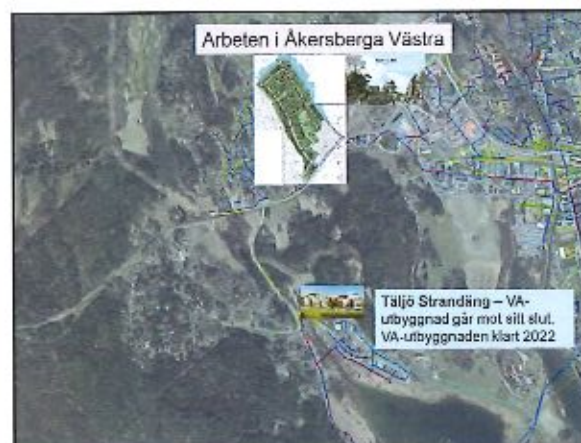 Arbeten i Åkersberga Västra
Täljö Strandäng – VA-
utbyggnad går mot sitt slut.
VA-utbyggnaden klart 2022